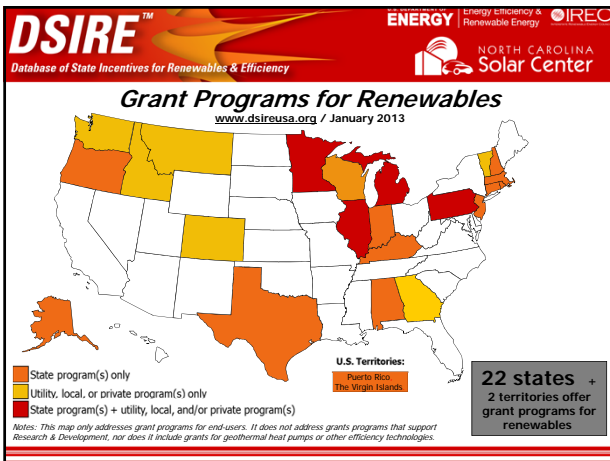 DSIRE™
Database of State Incentives for Renewables & Efficiency
U.S. DEPARTMENT OF
ENERGY
Energy Efficiency &
Renewable Energy
IREC
NORTH CAROLINA
Solar Center
Grant Programs for Renewables
www.dsireusa.org / January 2013
U.S. Territories:
Puerto Rico
The Virgin Islands
State program(s) only
Utility, local, or private program(s) only
State program(s) + utility, local, and/or private program(s)
22 states +
2 territories offer
grant programs for
renewables
Notes: This map only addresses grant programs for end-users. It does not address grants programs that support
Research & Development, nor does it include grants for geothermal heat pumps or other efficiency technologies.